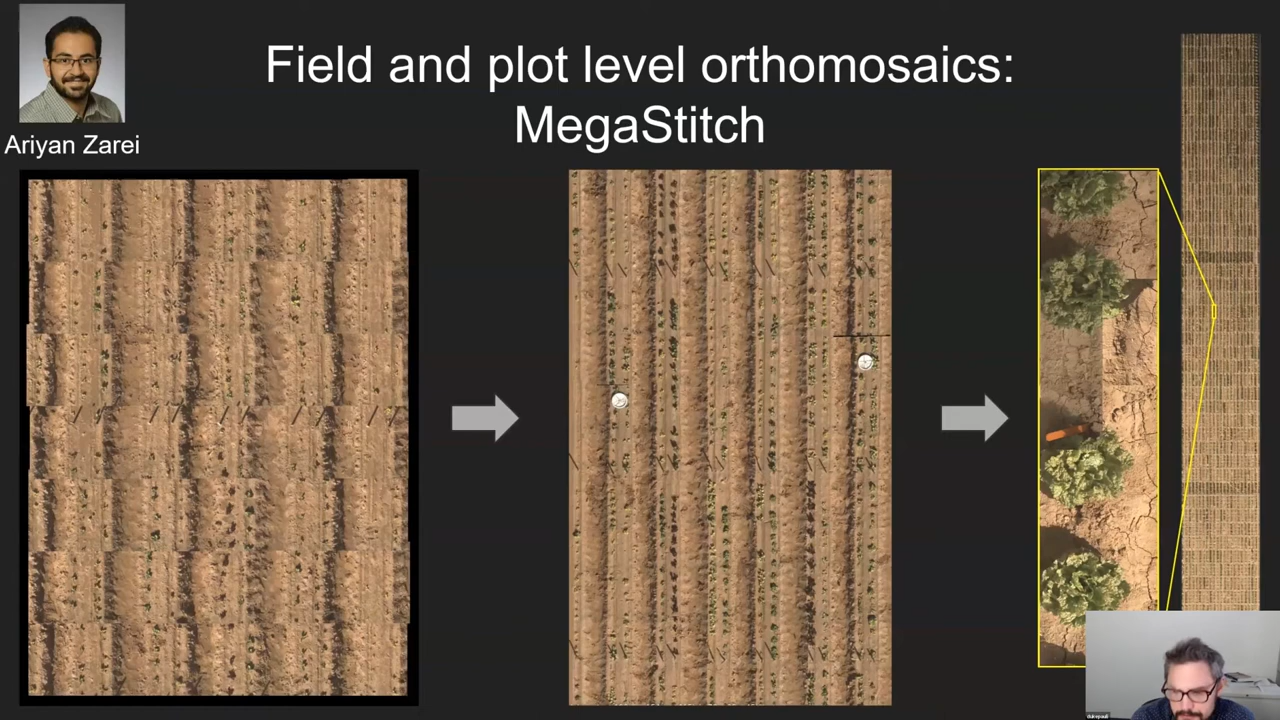 Field and plot level orthomosaics:
MegaStitch
Ariyan Zarei